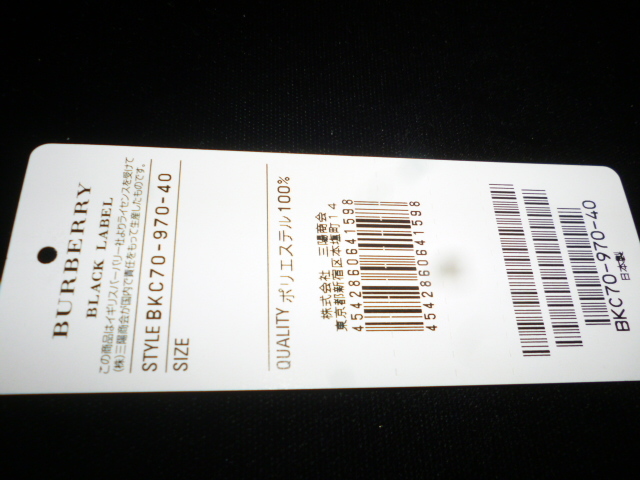 BURBERRY
BLACK LABEL
この商品はイギリスバーバリー社よりライセンスを受けて
(株)三陽商会が国内で責任をもって生産したものです。
STYLE BKC70-970-40
SIZE
QUALITY ポリエステル 100%
株式会社 三陽商会
東京都新宿区本塩町14
4542860641598
4542860641598
BKC70-970-40
日本製